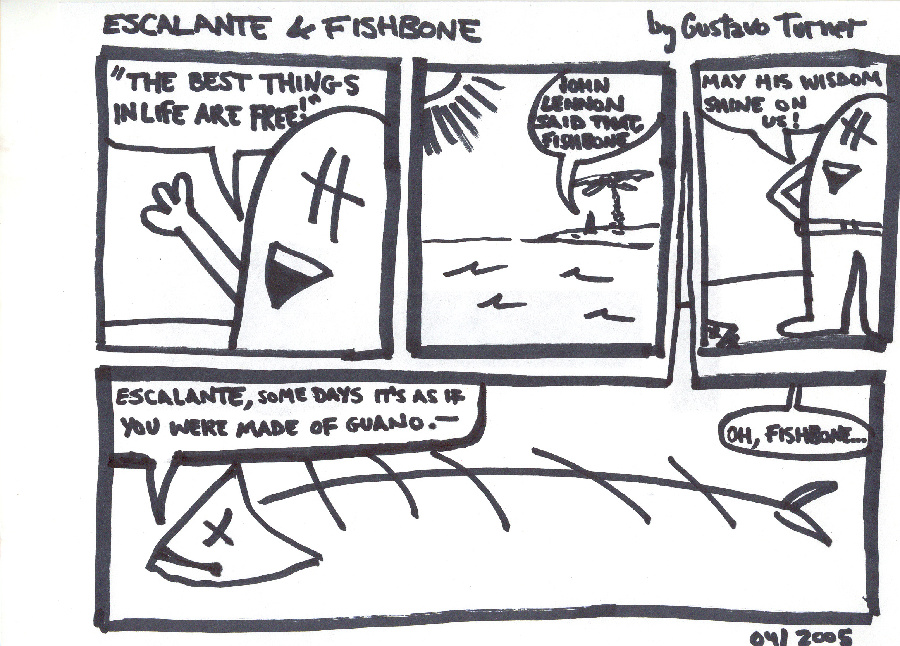 ESCALANTE & FISHBONE
by Gustavo Turner
"THE BEST THINGS
IN LIFE ARE FREE!"
JOHN
LENNON
SAID THAT
FISHBONE
MAY HIS WISDOM
SHINE ON
US!
ESCALANTE, SOME DAYS IT'S AS IF
YOU WERE MADE OF GUANO.—
OH, FISHBONE...
04/2005